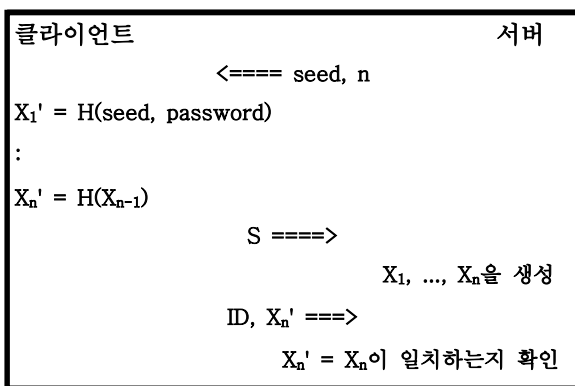 클라이언트 서버
<==== seed, n
X₁' = H(seed, password)
:
Xₙ' = H(Xₙ₋₁)
S ====>
X₁, ..., Xₙ을 생성
ID, Xₙ' ===>
Xₙ' = Xₙ이 일치하는지 확인